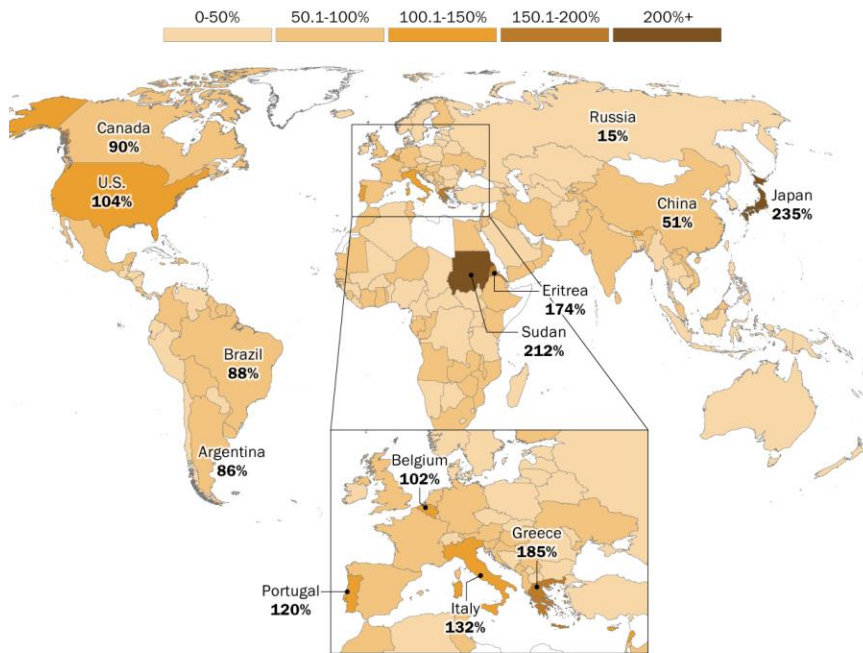 0-50% 50.1-100% 100.1-150% 150.1-200% 200%+
Canada
90%
U.S.
104%
Russia
15%
China
51%
Japan
235%
Eritrea
174%
Sudan
212%
Brazil
88%
Argentina
86%
Belgium
102%
Greece
185%
Portugal
120%
Italy
132%